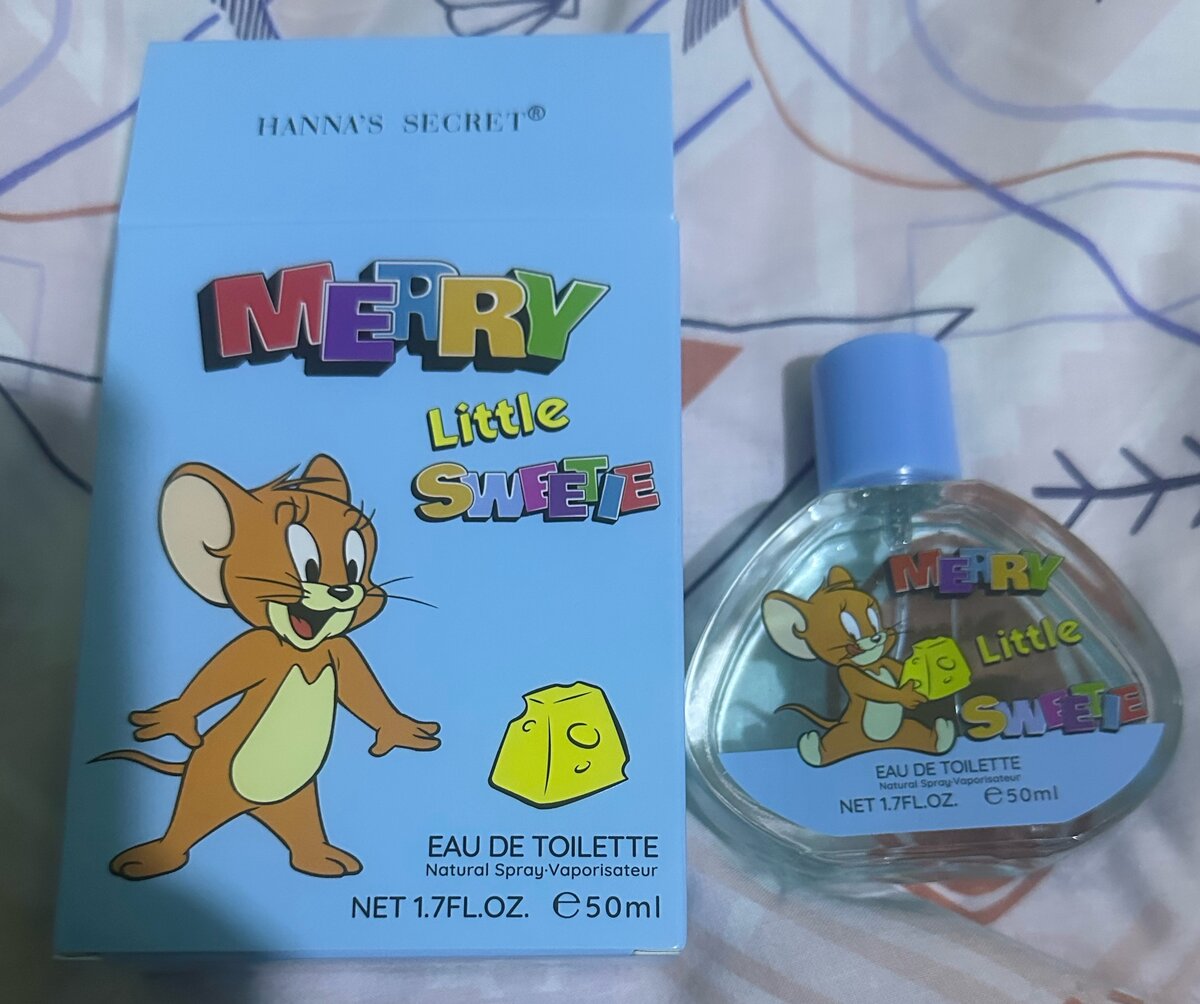 HANNA'S SECRET®
MERRY
Little
SWEETIE
EAU DE TOILETTE
Natural Spray·Vaporisateur
NET 1.7FL.OZ. ℮50ml
MERRY
Little
SWEETIE
EAU DE TOILETTE
Natural Spray·Vaporisateur
NET 1.7FL.OZ. ℮50ml